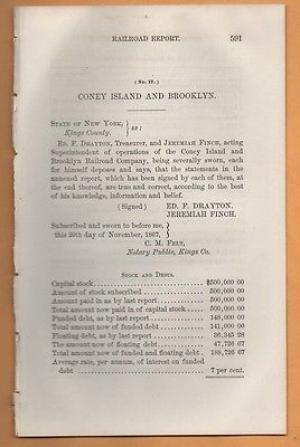 RAILROAD REPORT. 591
( No. 17.)
CONEY ISLAND AND BROOKLYN.
STATE OF NEW YORK, } ss :
Kings County.
ED. F. DRAYTON, Treasurer, and JEREMIAH FINCH, acting
Superintendent of operations of the Coney Island and
Brooklyn Railroad Company, being severally sworn, each
for himself deposes and says, that the statements in the
annexed report, which has been signed by each of them, at
the end thereof, are true and correct, according to the best
of his knowledge, information and belief.
(Signed) ED. F. DRAYTON.
JEREMIAH FINCH.
Subscribed and sworn to before me, }
this 29th day of November, 1867,
C. M. FELT,
Notary Public, Kings Co.
STOCK AND DEBTS.
Capital stock $500,000 00
Amount of stock subscribed 500,000 00
Amount paid in as by last report 500,000 00
Total amount now paid in of capital stock 500,000 00
Funded debt, as by last report 148,000 00
Total amount now of funded debt 141,000 00
Floating debt, as by last report 36,345 28
The amount now of floating debt 47,726 67
Total amount now of funded and floating debt 188,726 67
Average rate, per annum, of interest on funded
debt 7 per cent.